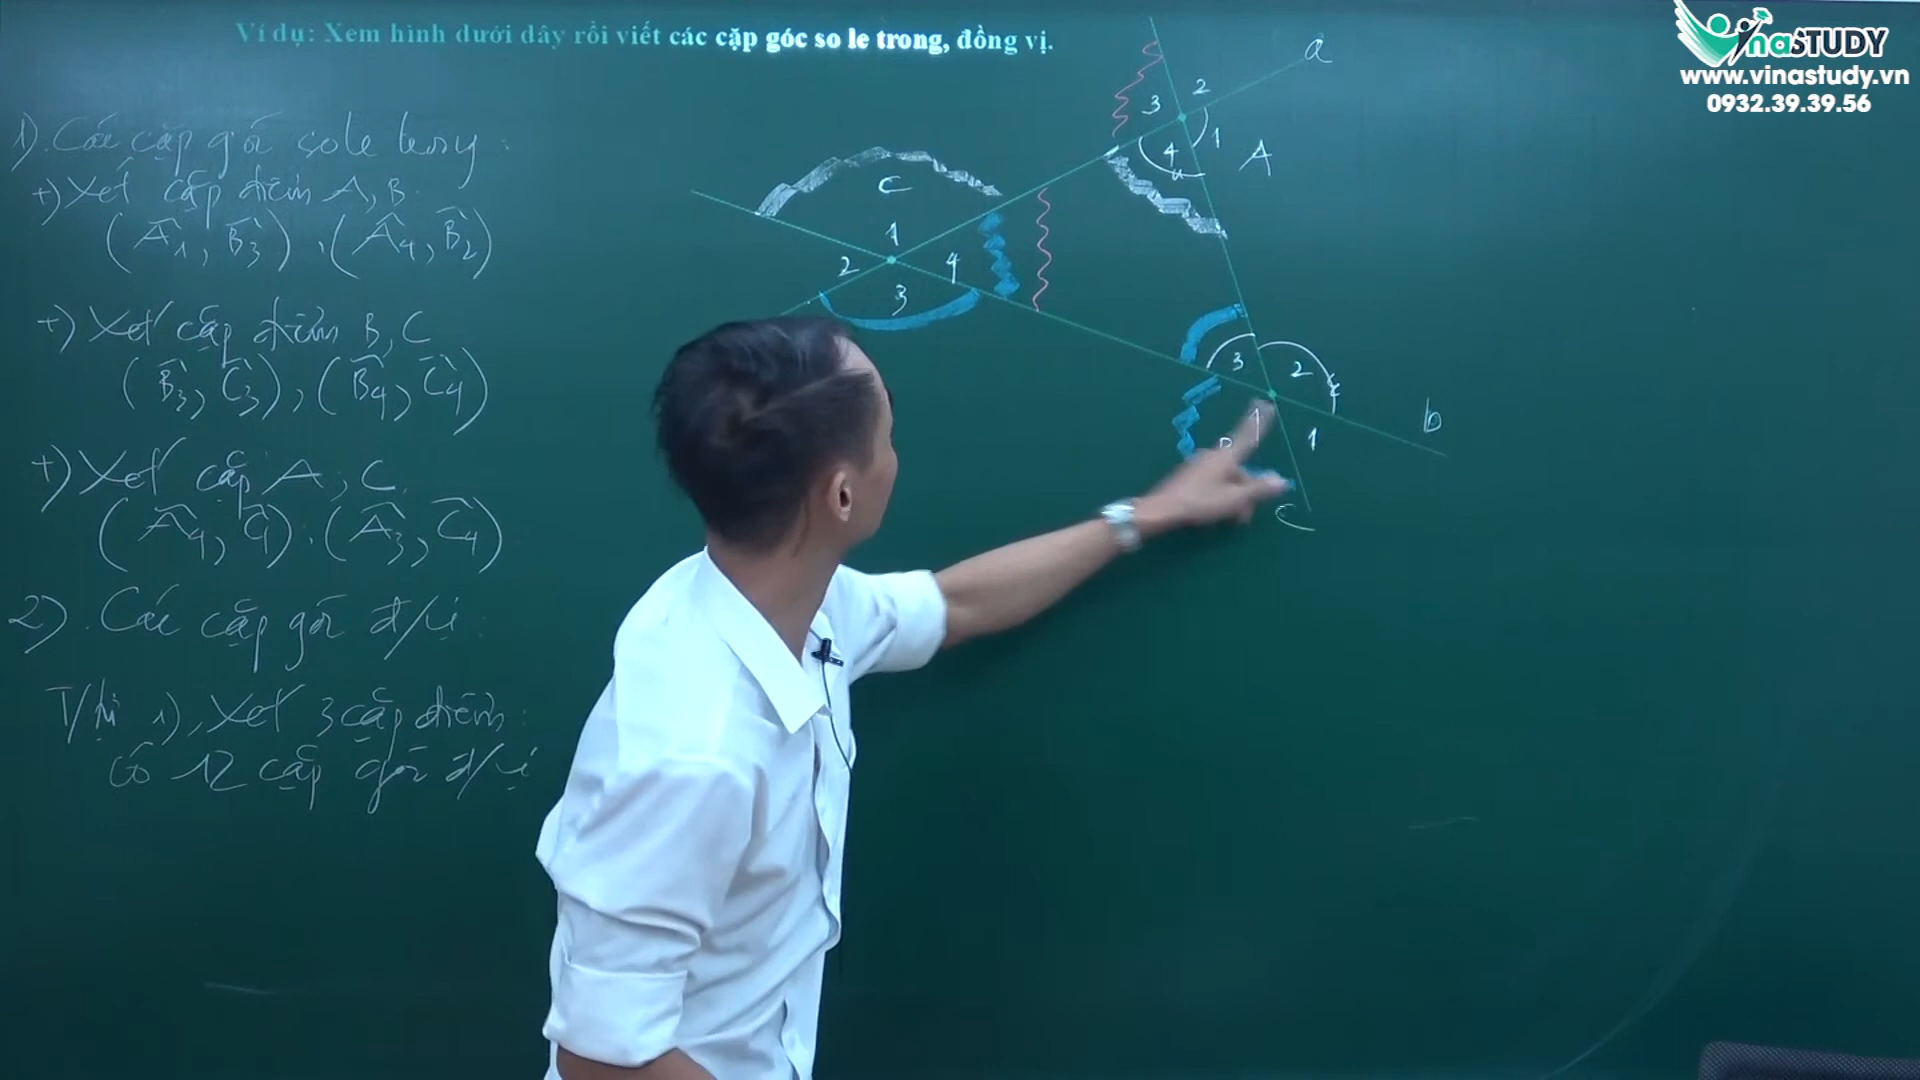 Ví dụ: Xem hình dưới dây rồi viết các cặp góc so le trong, đồng vị.
VinaSTUDY
www.vinastudy.vn
0932.39.39.56
1). Các cặp góc so le trong:
+) Xét cặp điểm A, B.
(Â₁, B̂₃), (Â₄, B̂₂)
+) Xét cặp điểm B, C
(B̂₃, Ĉ₃), (B̂₄, Ĉ₄)
+) Xét cặp A, C.
(Â₄, Ĉ₁). (Â₃, Ĉ₄)
2). Các cặp góc đ/vị:
T/tự 1), Xét 3 cặp điểm:
Có 12 cặp góc đ/vị
a
3 2
4 1 A
C
1
2 4
3
3 2
B 1
b
c